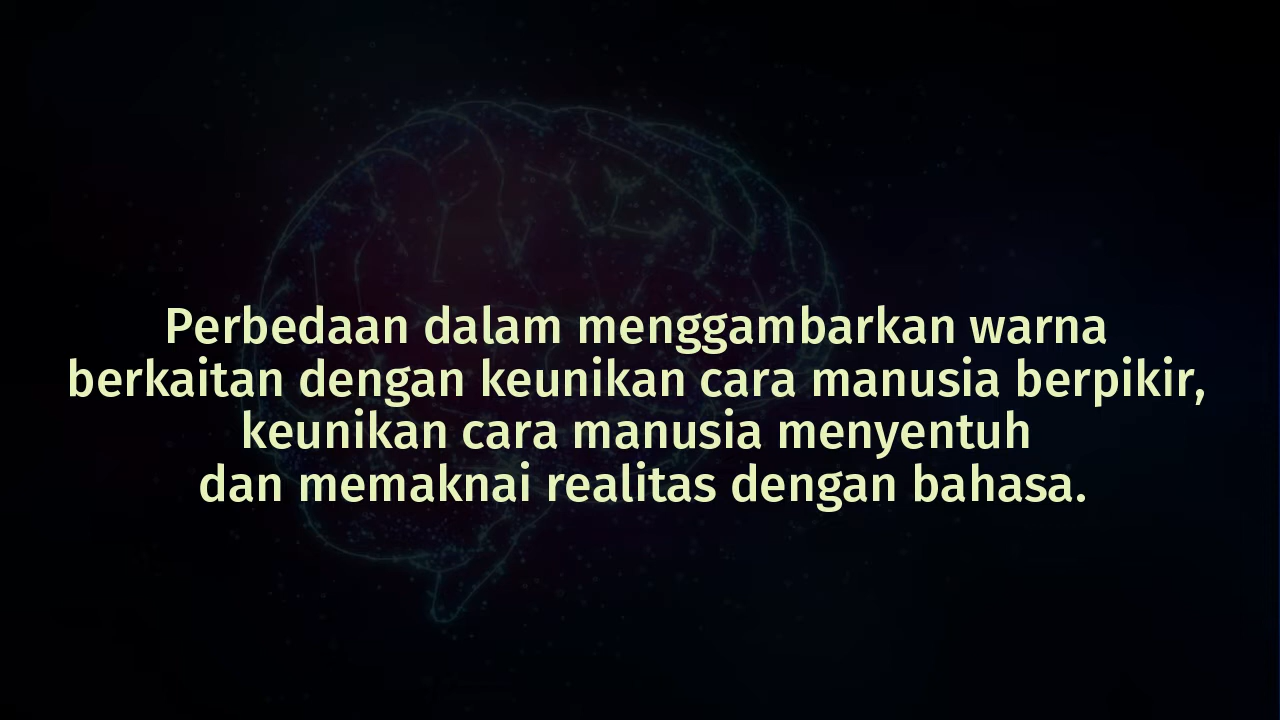 Perbedaan dalam menggambarkan warna
berkaitan dengan keunikan cara manusia berpikir,
keunikan cara manusia menyentuh
dan memaknai realitas dengan bahasa.